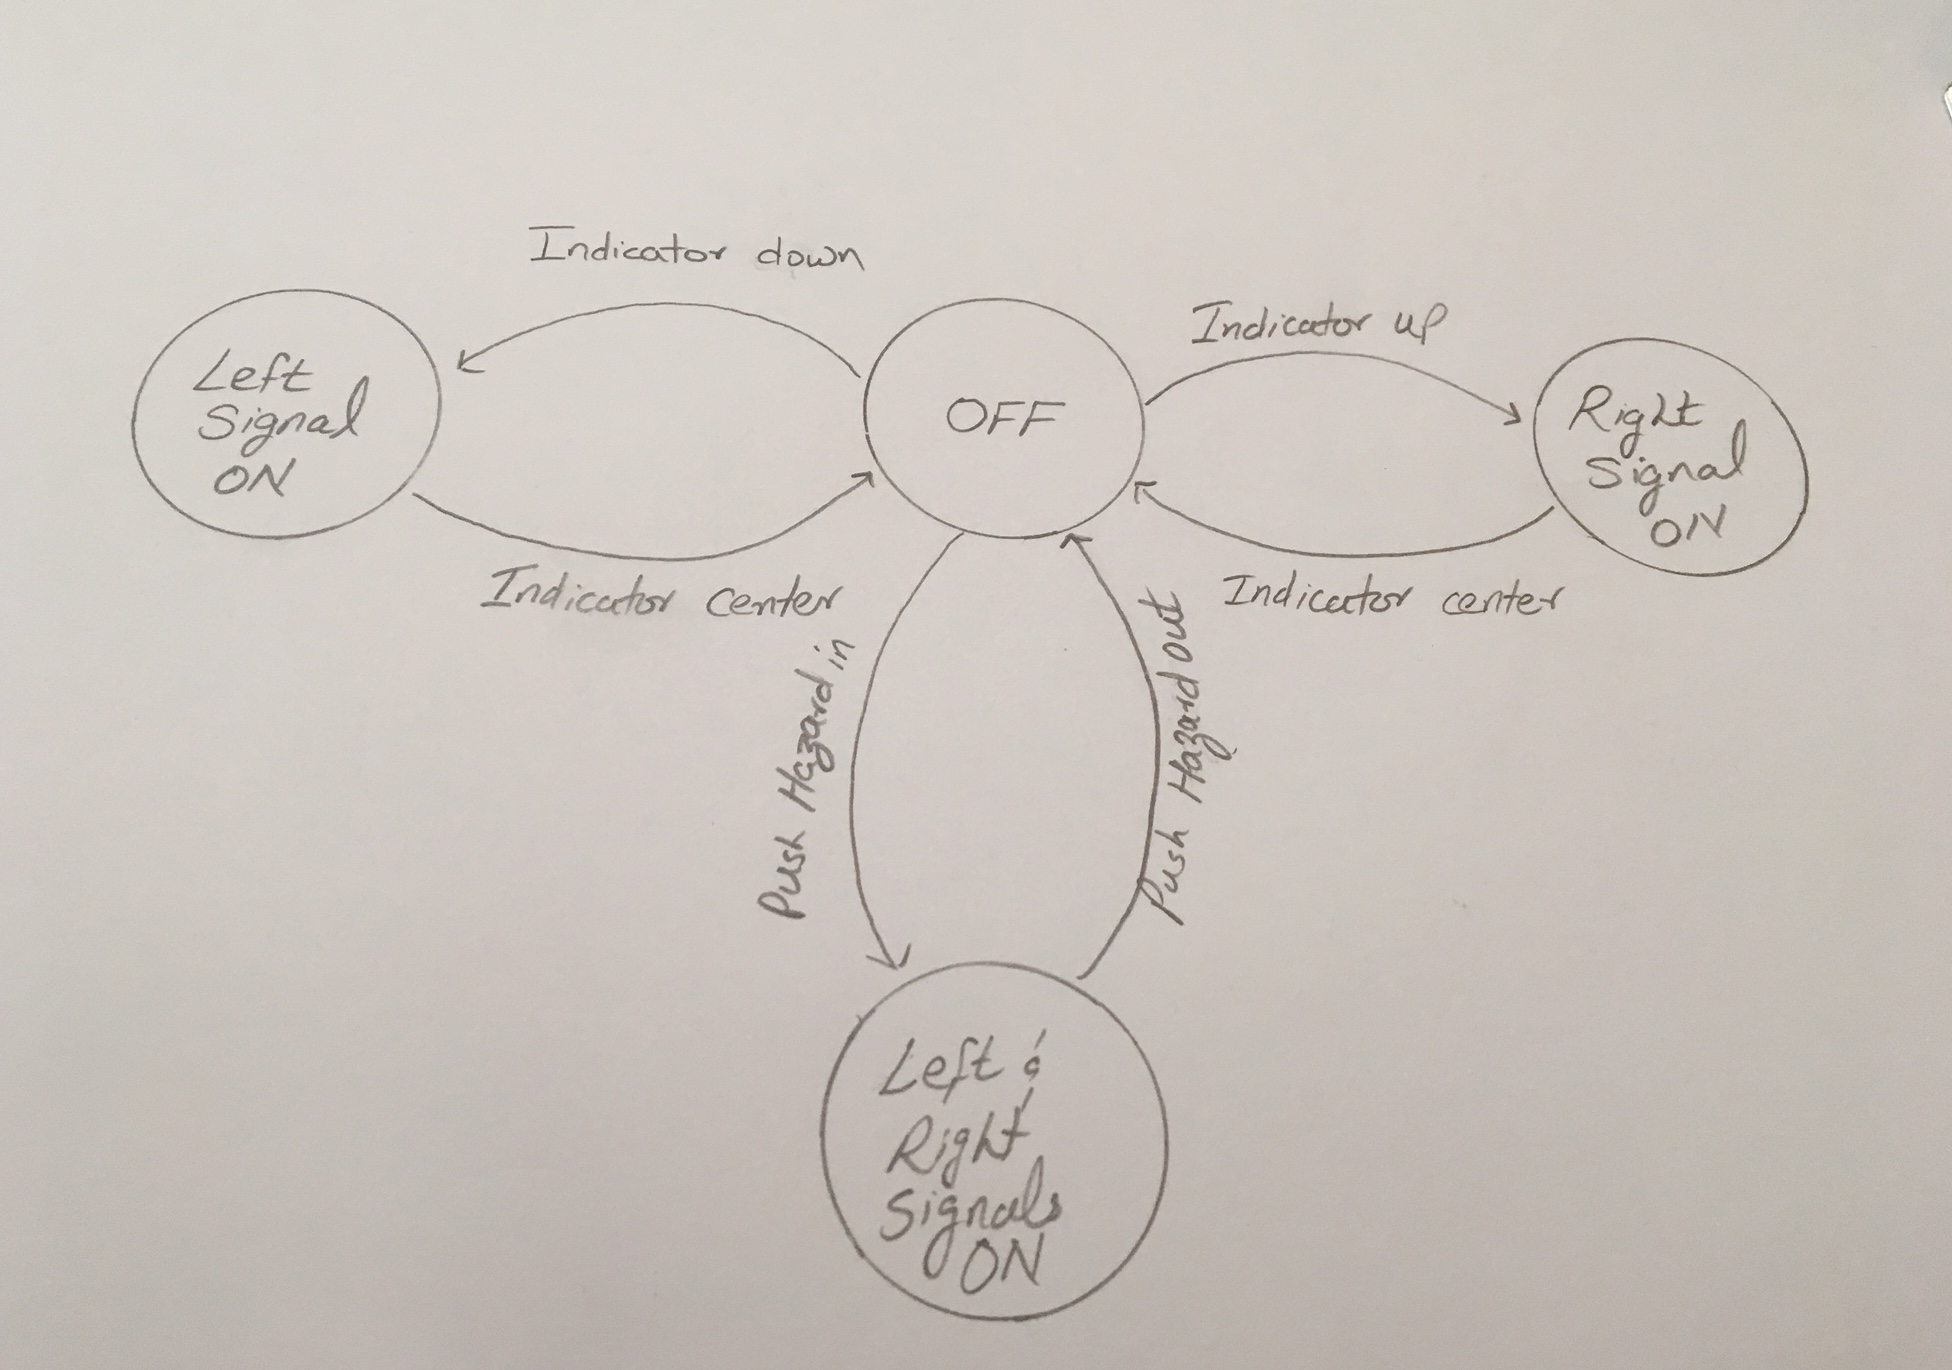 Indicator down
Indicator up
Left
Signal
ON
OFF
Right
Signal
ON
Indicator center
Indicator center
Push Hazard in
Push Hazard out
Left &
Right
Signals
ON